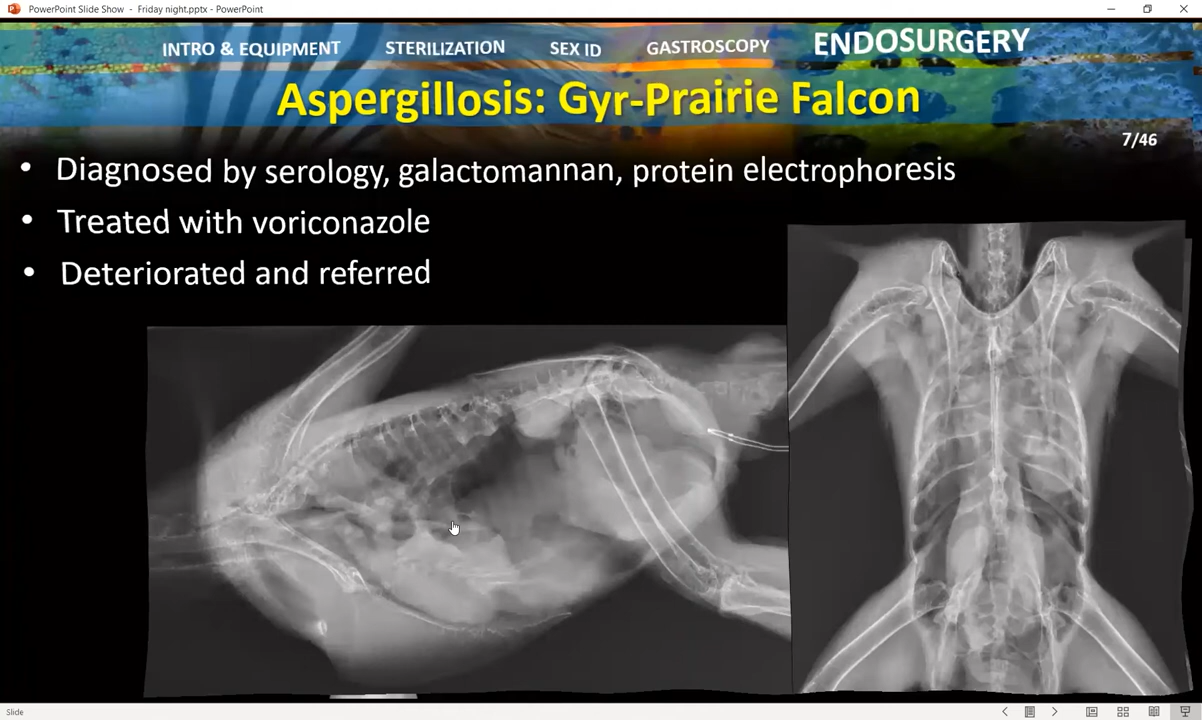 PowerPoint Slide Show - Friday night.pptx - PowerPoint
INTRO & EQUIPMENT STERILIZATION SEX ID GASTROSCOPY ENDOSURGERY
Aspergillosis: Gyr-Prairie Falcon
7/46
• Diagnosed by serology, galactomannan, protein electrophoresis
• Treated with voriconazole
• Deteriorated and referred
Slide